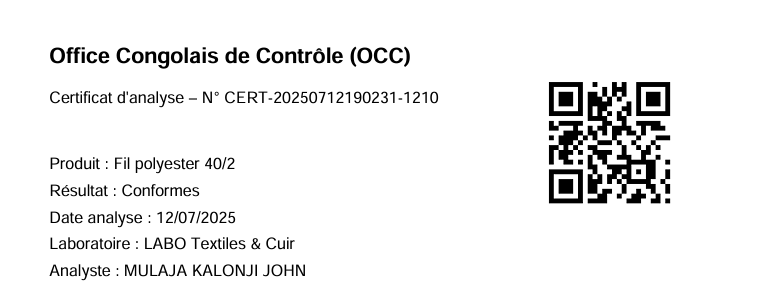 Office Congolais de Contrôle (OCC)
Certificat d'analyse – N° CERT-20250712190231-1210
Produit : Fil polyester 40/2
Résultat : Conformes
Date analyse : 12/07/2025
Laboratoire : LABO Textiles & Cuir
Analyste : MULAJA KALONJI JOHN